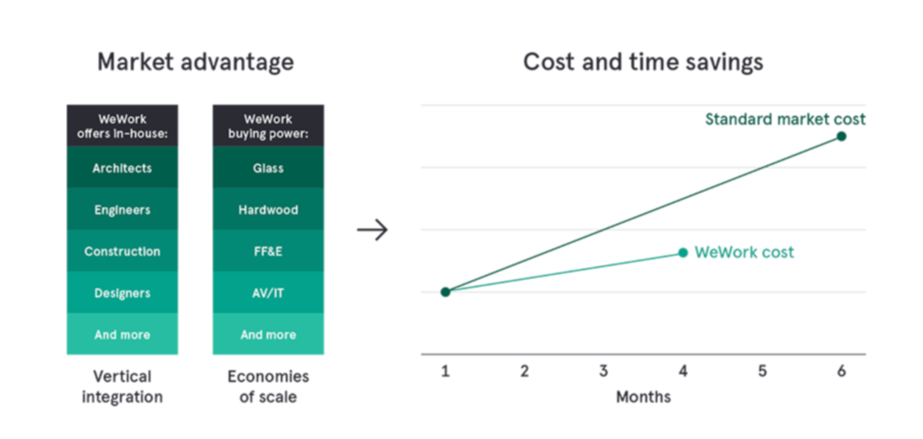 Market advantage
Cost and time savings
WeWork
offers in-house:
Architects
Engineers
Construction
Designers
And more
Vertical
integration
WeWork
buying power:
Glass
Hardwood
FF&E
AV/IT
And more
Economies
of scale
Standard market cost
WeWork cost
1 2 3 4 5 6
Months